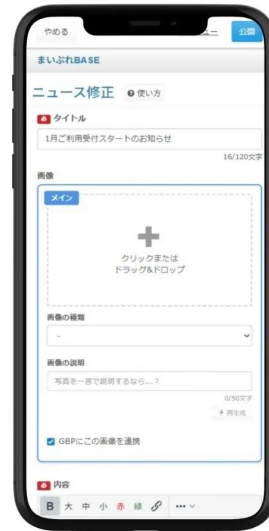 やめる
公開
まいぷれBASE
ニュース修正 使い方
タイトル
1月ご利用受付スタートのお知らせ
16/120文字
画像
メイン
クリックまたは
ドラッグ&ドロップ
画像の種類
-
画像の説明
写真を一言で説明するなら...?
0/50文字
再生成
GBPにこの画像を連携
内容
B 大 中 小 赤 緑